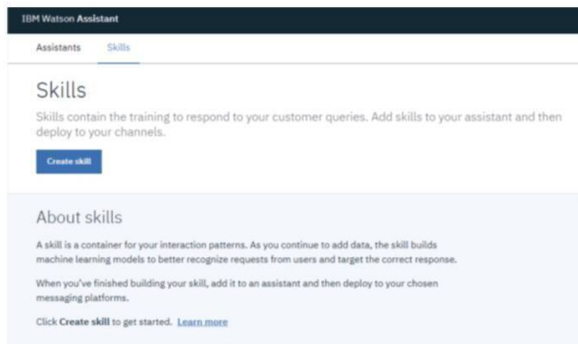 IBM Watson Assistant
Assistants Skills
Skills
Skills contain the training to respond to your customer queries. Add skills to your assistant and then
deploy to your channels.
Create skill
About skills
A skill is a container for your interaction patterns. As you continue to add data, the skill builds
machine learning models to better recognize requests from users and target the correct response.
When you've finished building your skill, add it to an assistant and then deploy to your chosen
messaging platforms.
Click Create skill to get started. Learn more